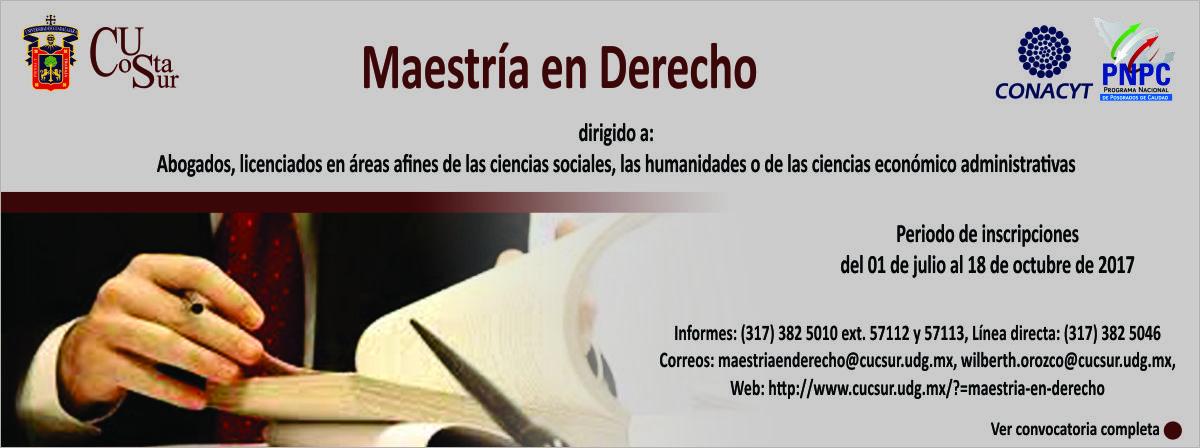 CUCosta Sur
Maestría en Derecho
CONACYT
PNPC
PROGRAMA NACIONAL
DE POSGRADOS DE CALIDAD
dirigido a:
Abogados, licenciados en áreas afines de las ciencias sociales, las humanidades o de las ciencias económico administrativas
Periodo de inscripciones
del 01 de julio al 18 de octubre de 2017
Informes: (317) 382 5010 ext. 57112 y 57113, Línea directa: (317) 382 5046
Correos: maestriaenderecho@cucsur.udg.mx, wilberth.orozco@cucsur.udg.mx,
Web: http://www.cucsur.udg.mx/?=maestria-en-derecho
Ver convocatoria completa